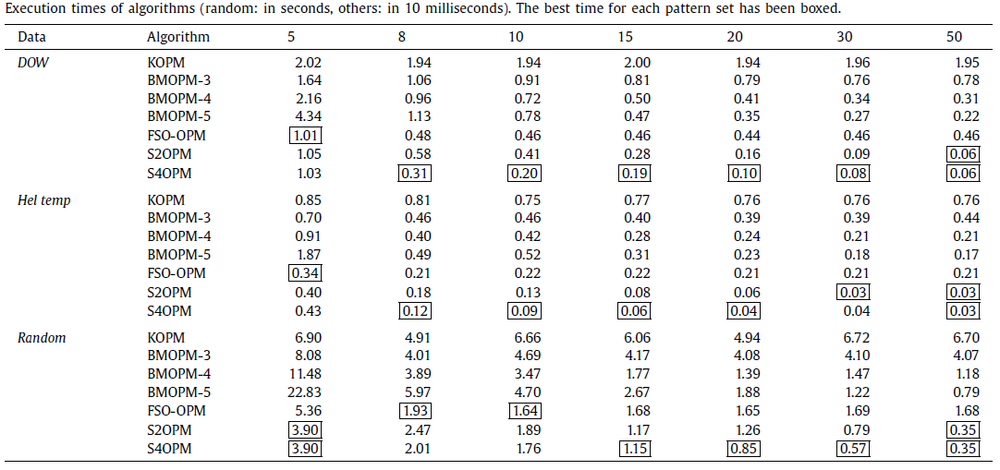 Execution times of algorithms (random: in seconds, others: in 10 milliseconds). The best time for each pattern set has been boxed.
Data Algorithm 5 8 10 15 20 30 50
DOW KOPM 2.02 1.94 1.94 2.00 1.94 1.96 1.95
BMOPM-3 1.64 1.06 0.91 0.81 0.79 0.76 0.78
BMOPM-4 2.16 0.96 0.72 0.50 0.41 0.34 0.31
BMOPM-5 4.34 1.13 0.78 0.47 0.35 0.27 0.22
FSO-OPM 1.01 0.48 0.46 0.46 0.44 0.46 0.46
S2OPM 1.05 0.58 0.41 0.28 0.16 0.09 0.06
S4OPM 1.03 0.31 0.20 0.19 0.10 0.08 0.06
Hel temp KOPM 0.85 0.81 0.75 0.77 0.76 0.76 0.76
BMOPM-3 0.70 0.46 0.46 0.40 0.39 0.39 0.44
BMOPM-4 0.91 0.40 0.42 0.28 0.24 0.21 0.21
BMOPM-5 1.87 0.49 0.52 0.31 0.23 0.18 0.17
FSO-OPM 0.34 0.21 0.22 0.22 0.21 0.21 0.21
S2OPM 0.40 0.18 0.13 0.08 0.06 0.03 0.03
S4OPM 0.43 0.12 0.09 0.06 0.04 0.04 0.03
Random KOPM 6.90 4.91 6.66 6.06 4.94 6.72 6.70
BMOPM-3 8.08 4.01 4.69 4.17 4.08 4.10 4.07
BMOPM-4 11.48 3.89 3.47 1.77 1.39 1.47 1.18
BMOPM-5 22.83 5.97 4.70 2.67 1.88 1.22 0.79
FSO-OPM 5.36 1.93 1.64 1.68 1.65 1.69 1.68
S2OPM 3.90 2.47 1.89 1.17 1.26 0.79 0.35
S4OPM 3.90 2.01 1.76 1.15 0.85 0.57 0.35